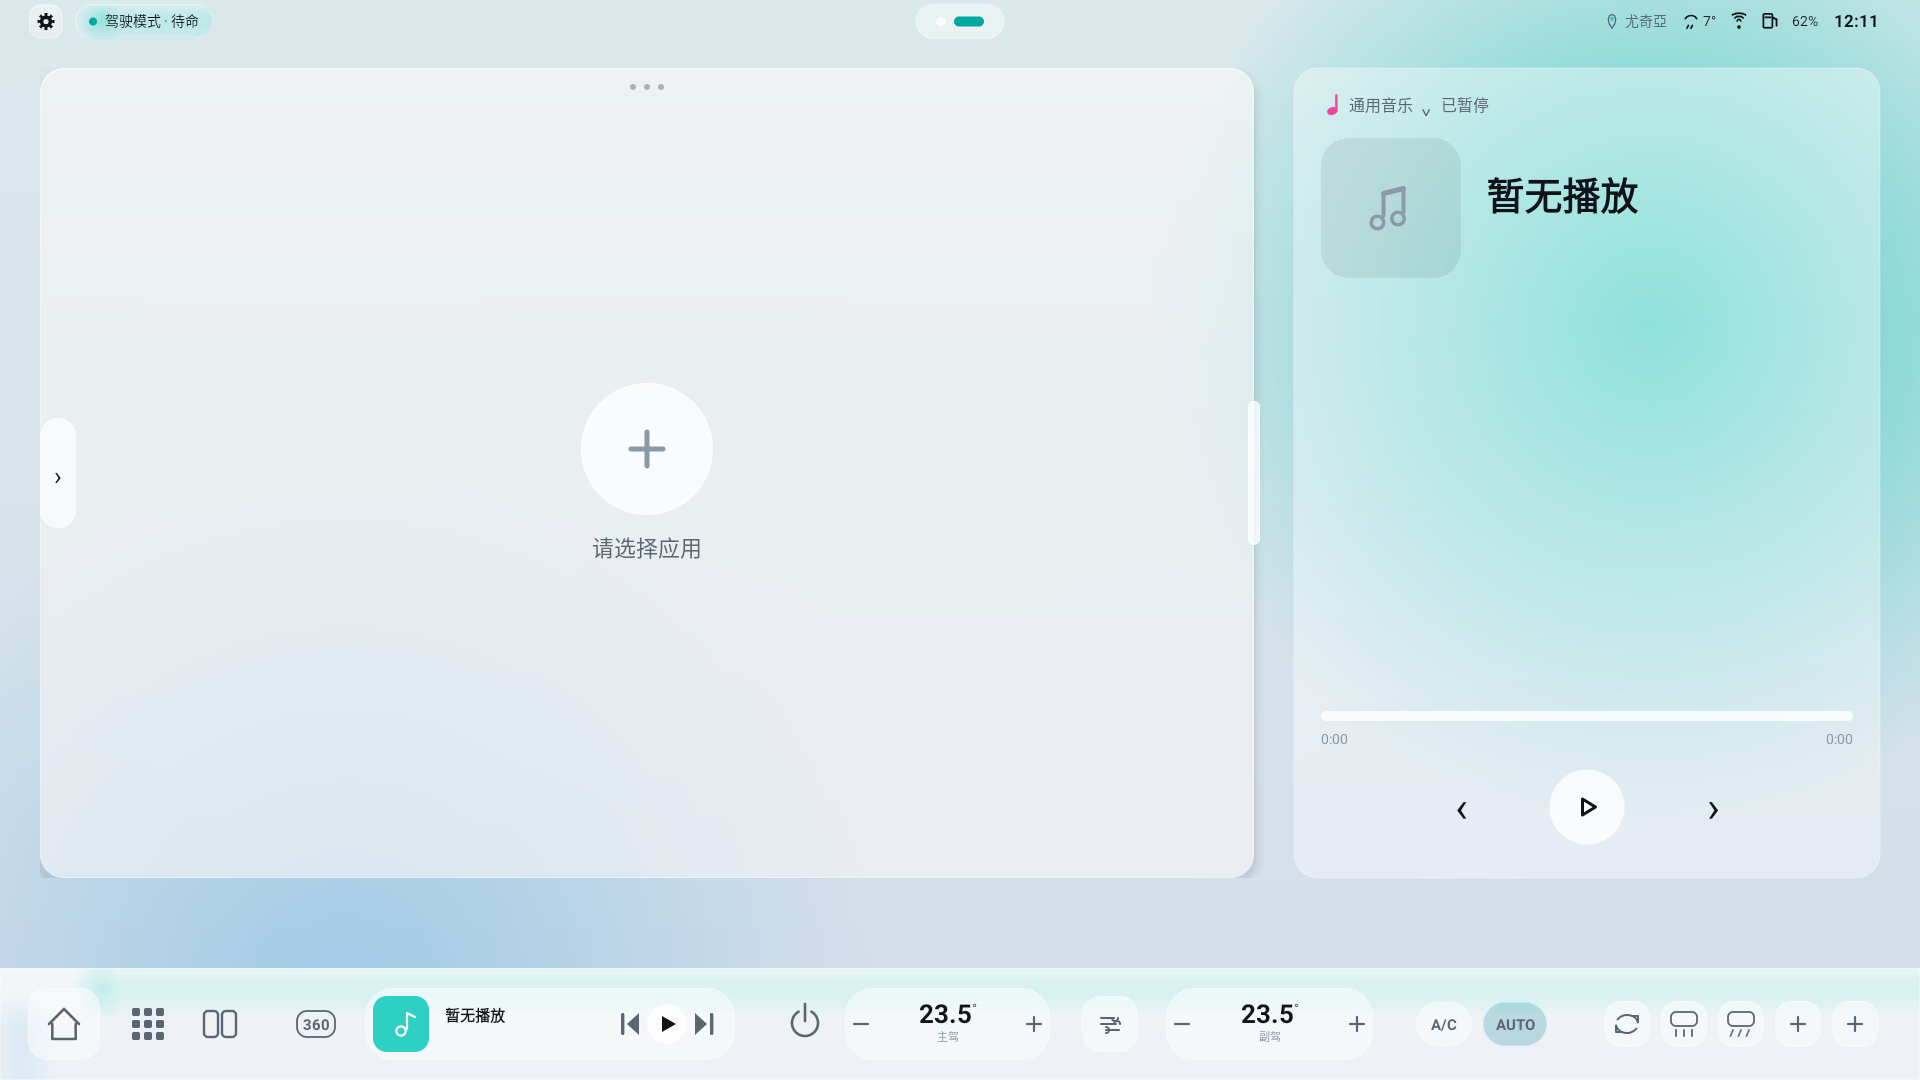 驾驶模式 · 待命
尤奇亞 7° 62% 12:11
通用音乐 已暂停
暂无播放
请选择应用
0:00 0:00
360 暂无播放
23.5°
主驾
23.5°
副驾
A/C AUTO